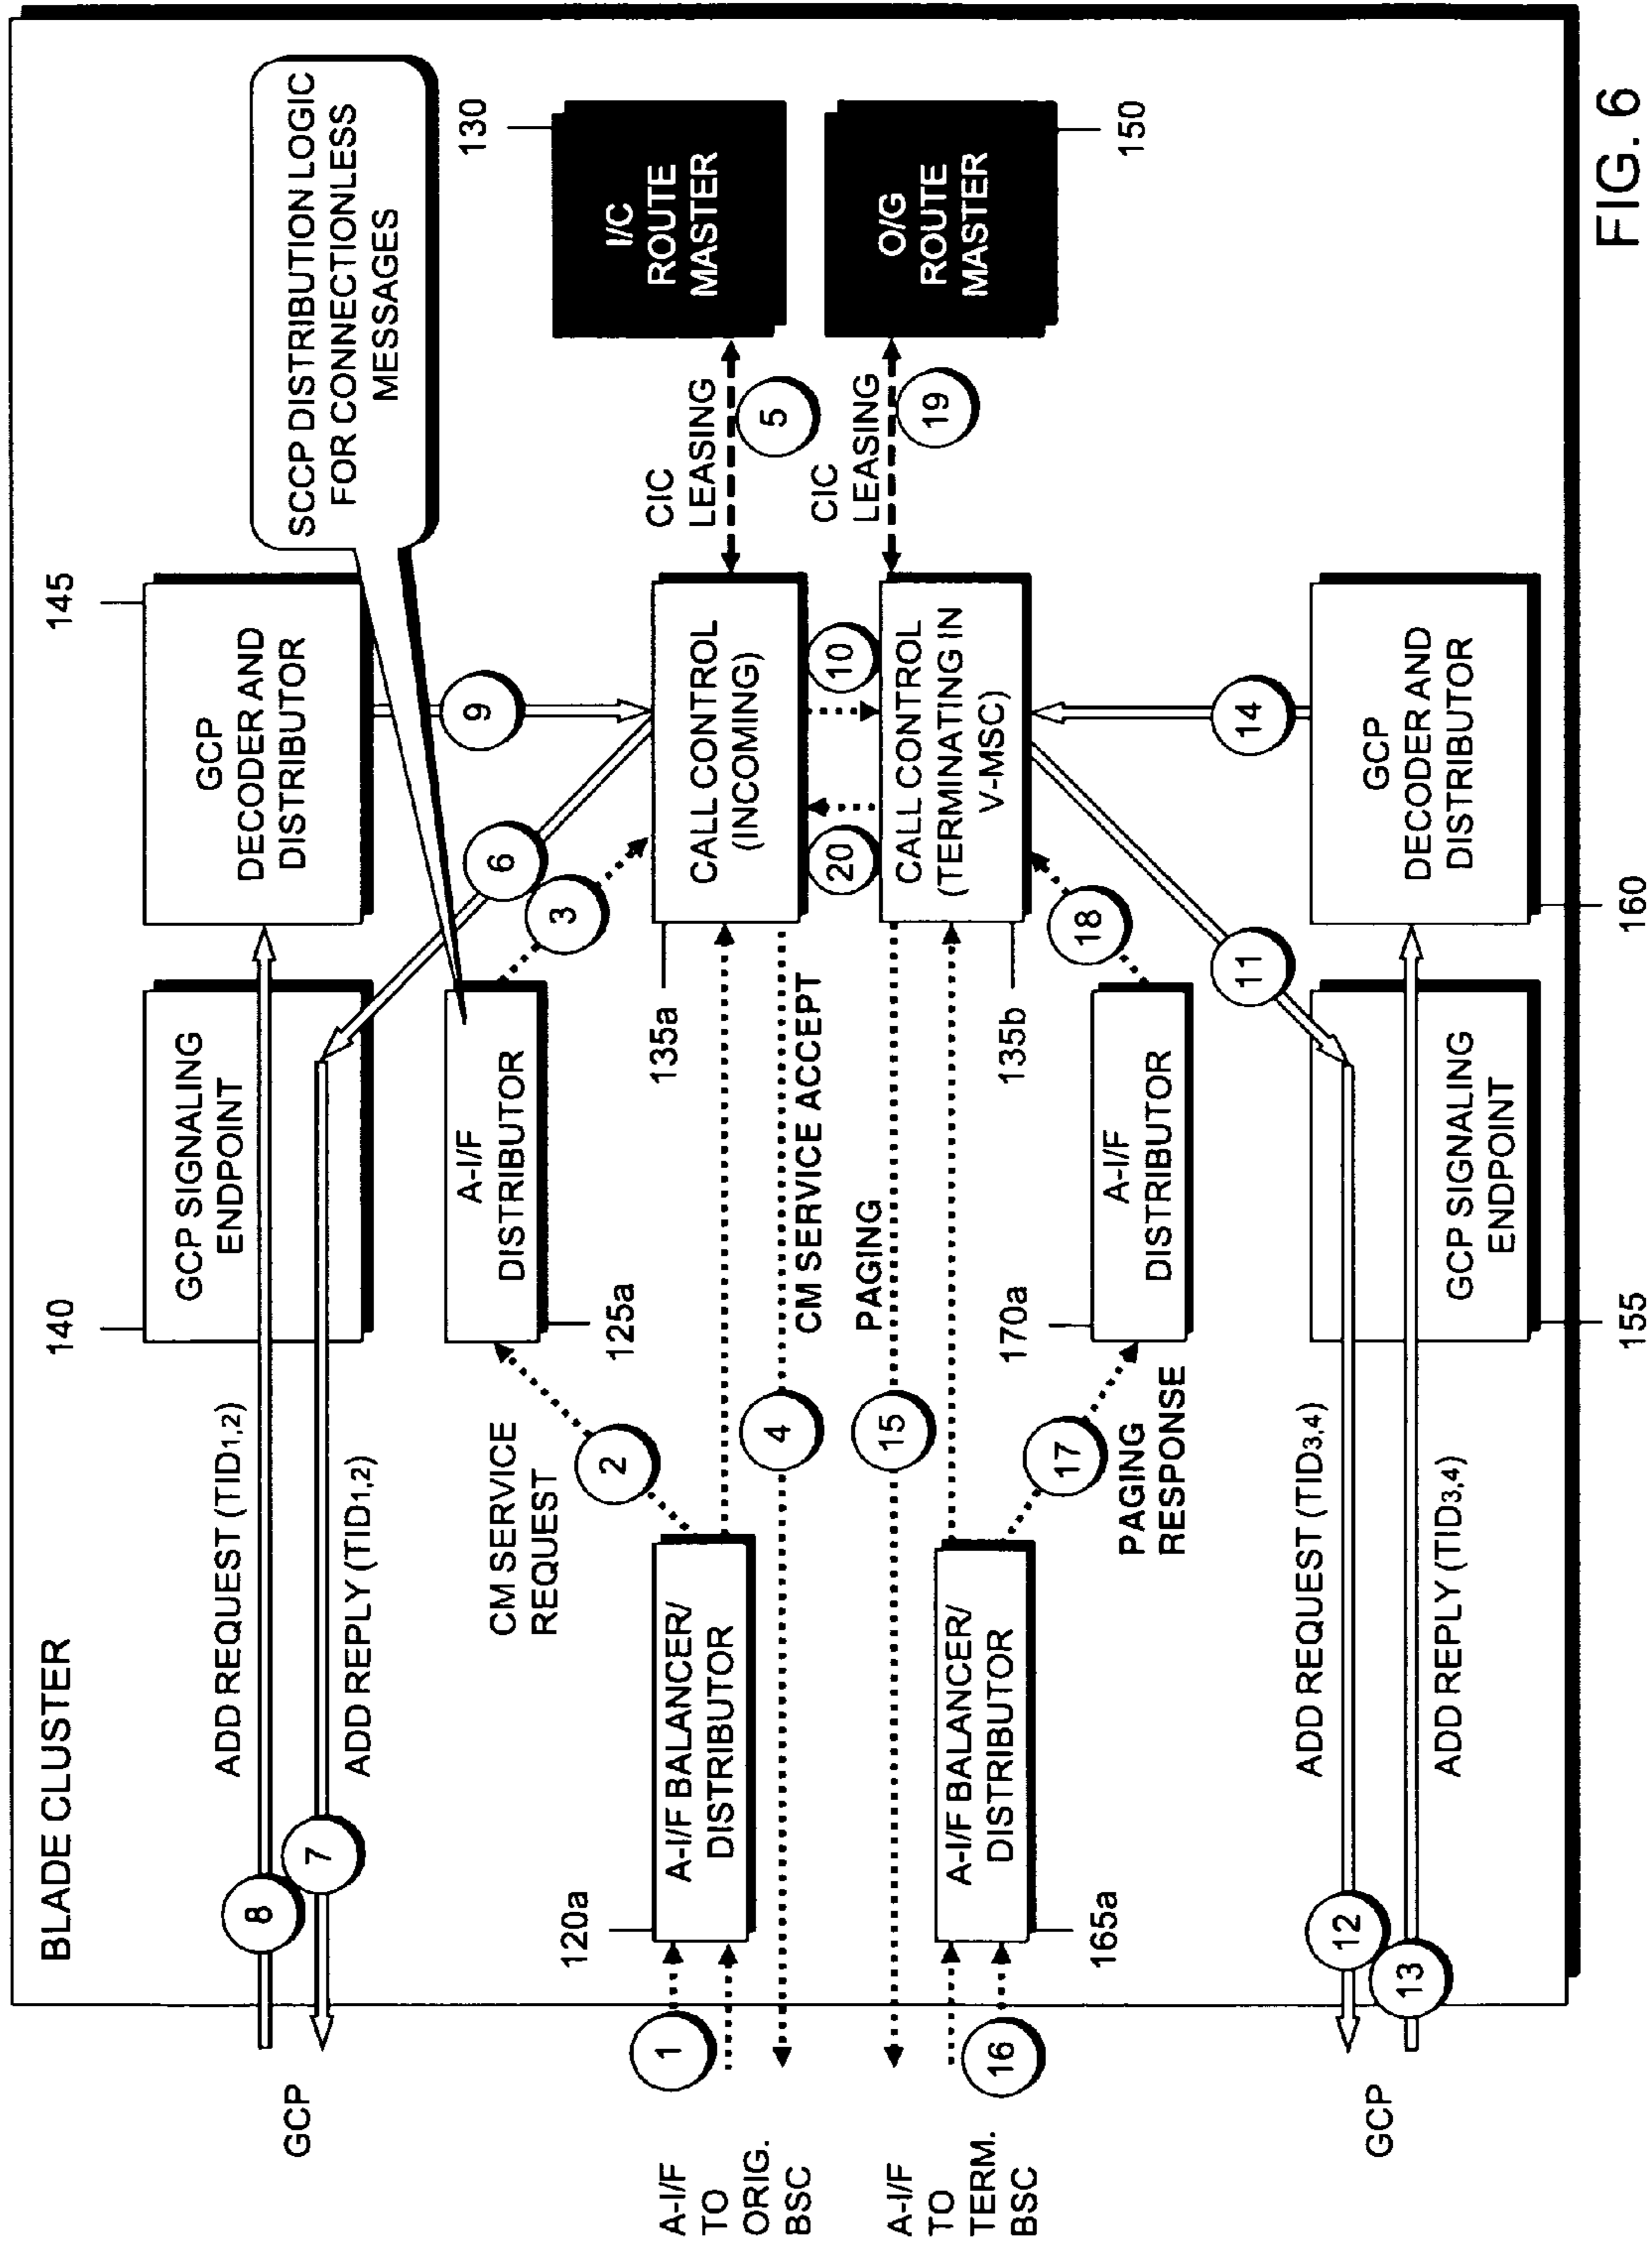 BLADE CLUSTER
140
GCP SIGNALING
ENDPOINT
145
GCP
DECODER AND
DISTRIBUTOR
SCCP DISTRIBUTION LOGIC
FOR CONNECTIONLESS
MESSAGES
8
ADD REQUEST (TID1,2)
7
ADD REPLY (TID1,2)
GCP
6
9
A-I/F
DISTRIBUTOR
125a
3
CM SERVICE
REQUEST
2
130
I/C
ROUTE
MASTER
120a
A-I/F BALANCER/
DISTRIBUTOR
1
A-I/F
TO
ORIG.
BSC
135a
CALL CONTROL
(INCOMING)
CIC
LEASING
5
4
CM SERVICE ACCEPT
20
10
PAGING
15
A-I/F
TO
TERM.
BSC
16
A-I/F BALANCER/
DISTRIBUTOR
165a
CALL CONTROL
(TERMINATING IN
V-MSC)
135b
CIC
LEASING
19
O/G
ROUTE
MASTER
150
17
PAGING
RESPONSE
170a
A-I/F
DISTRIBUTOR
18
11
14
ADD REQUEST (TID3,4)
12
GCP
13
ADD REPLY (TID3,4)
GCP SIGNALING
ENDPOINT
155
GCP
DECODER AND
DISTRIBUTOR
160
FIG. 6